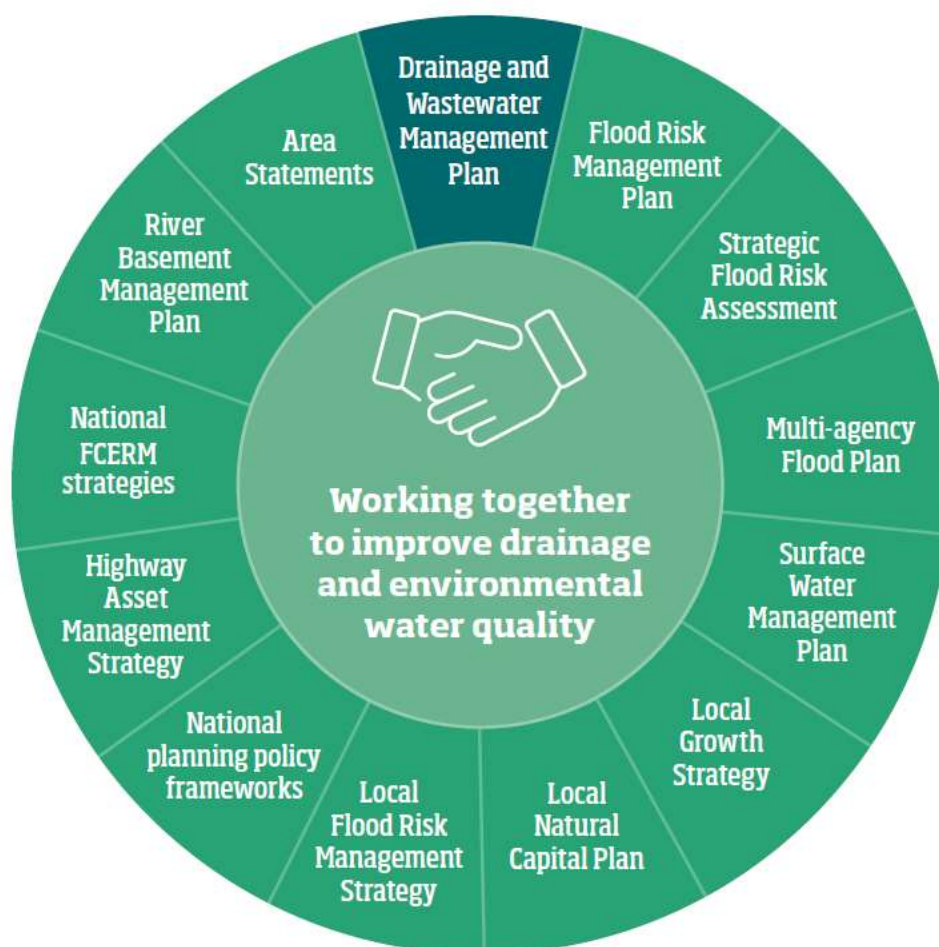 Drainage and
Wastewater
Management
Plan
Flood Risk
Management
Plan
Strategic
Flood Risk
Assessment
Multi-agency
Flood Plan
Surface
Water
Management
Plan
Local
Growth
Strategy
Local
Natural
Capital Plan
Local
Flood Risk
Management
Strategy
National
planning policy
frameworks
Highway
Asset
Management
Strategy
National
FCERM
strategies
River
Basement
Management
Plan
Area
Statements
Working together
to improve drainage
and environmental
water quality